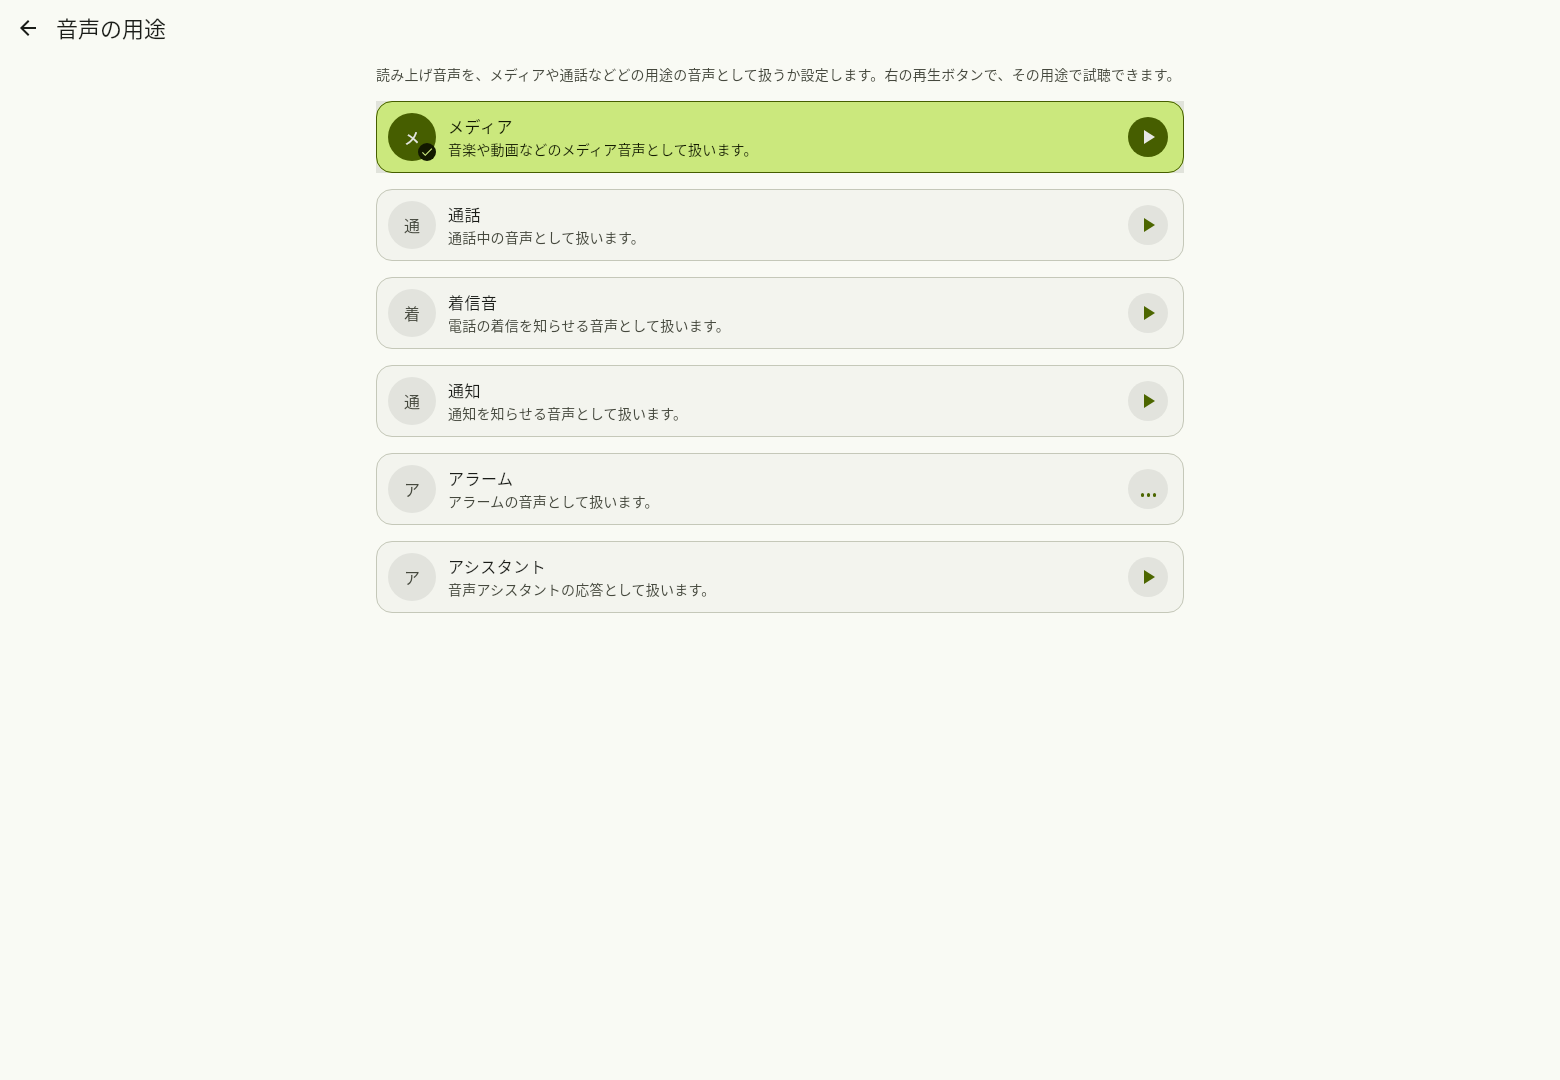 音声の用途
読み上げ音声を、メディアや通話などどの用途の音声として扱うか設定します。右の再生ボタンで、その用途で試聴できます。
メ
メディア
音楽や動画などのメディア音声として扱います。
通
通話
通話中の音声として扱います。
着
着信音
電話の着信を知らせる音声として扱います。
通
通知
通知を知らせる音声として扱います。
ア
アラーム
アラームの音声として扱います。
…
ア
アシスタント
音声アシスタントの応答として扱います。